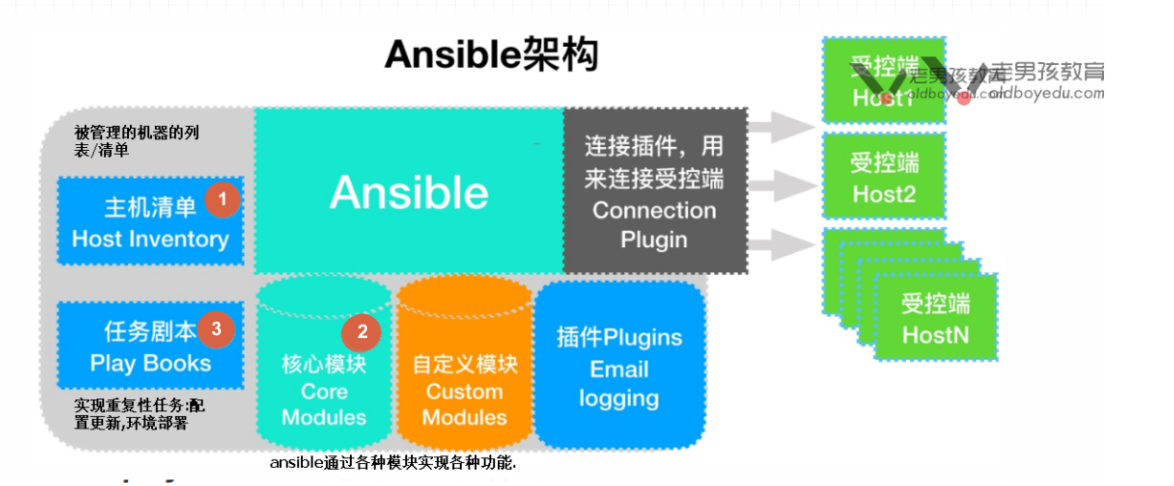 Ansible架构
被管理的机器的列
表/清单
主机清单
Host Inventory
1
任务剧本
Play Books
3
实现重复性任务:配
置更新,环境部署
Ansible
连接插件，用
来连接受控端
Connection
Plugin
核心模块
Core
Modules
2
自定义模块
Custom
Modules
插件Plugins
Email
logging
ansible通过各种模块实现各种功能.
受控端
Host1
老男孩教育
oldboyedu.com
受控端
Host2
受控端
HostN